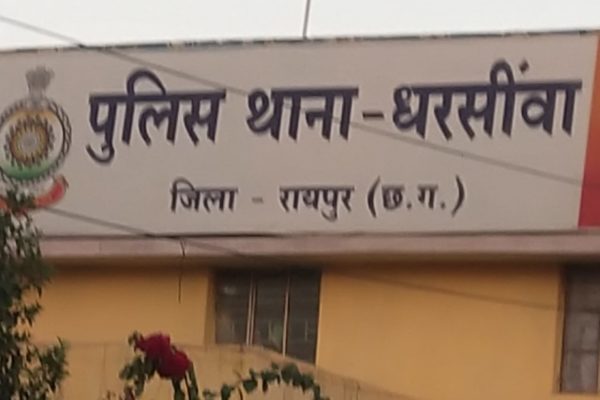 पुलिस थाना - धरसींवा
जिला - रायपुर (छ.ग.)